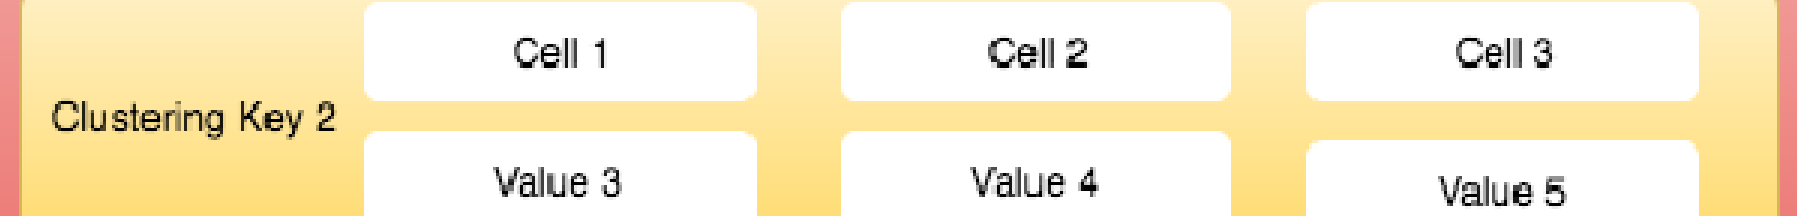 Cell 1 Cell 2 Cell 3
Clustering Key 2
Value 3 Value 4 Value 5